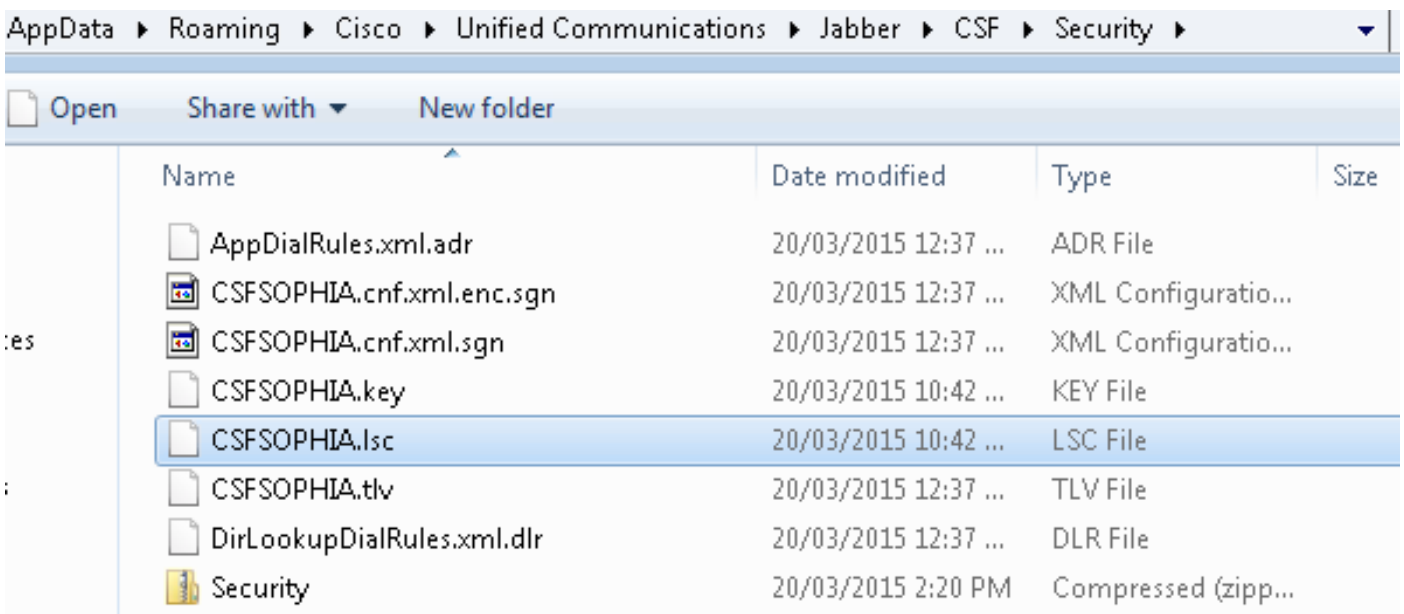 AppData ▸ Roaming ▸ Cisco ▸ Unified Communications ▸ Jabber ▸ CSF ▸ Security ▸
Open Share with ▾ New folder
Name Date modified Type Size
AppDialRules.xml.adr 20/03/2015 12:37 ... ADR File
CSFSOPHIA.cnf.xml.enc.sgn 20/03/2015 12:37 ... XML Configuratio...
:es CSFSOPHIA.cnf.xml.sgn 20/03/2015 12:37 ... XML Configuratio...
CSFSOPHIA.key 20/03/2015 10:42 ... KEY File
CSFSOPHIA.lsc 20/03/2015 10:42 ... LSC File
CSFSOPHIA.tlv 20/03/2015 12:37 ... TLV File
DirLookupDialRules.xml.dlr 20/03/2015 12:37 ... DLR File
Security 20/03/2015 2:20 PM Compressed (zipp...